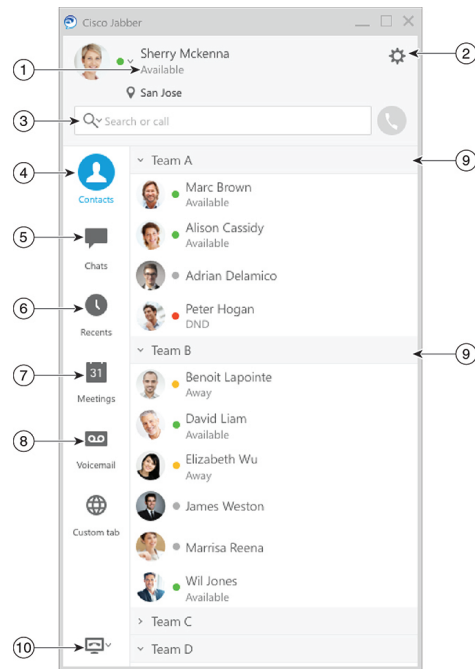 Cisco Jabber
Sherry Mckenna
1
Available
2
San Jose
3
Search or call
4
Contacts
Team A
9
Marc Brown
Available
5
Chats
Alison Cassidy
Available
Adrian Delamico
6
Recents
Peter Hogan
DND
Team B
9
7
31
Meetings
Benoit Lapointe
Away
David Liam
Available
8
Voicemail
Elizabeth Wu
Away
Custom tab
James Weston
Marrisa Reena
Wil Jones
Available
Team C
10
Team D